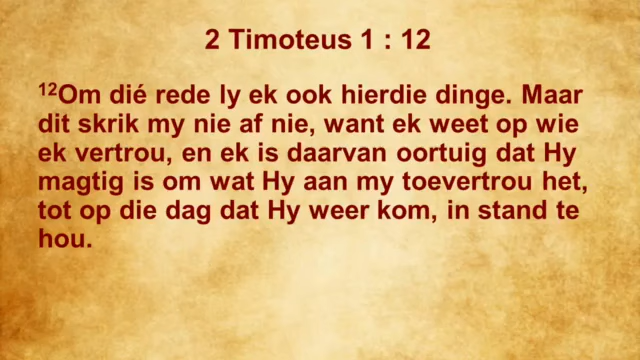 2 Timoteus 1 : 12
12Om dié rede ly ek ook hierdie dinge. Maar
dit skrik my nie af nie, want ek weet op wie
ek vertrou, en ek is daarvan oortuig dat Hy
magtig is om wat Hy aan my toevertrou het,
tot op die dag dat Hy weer kom, in stand te
hou.